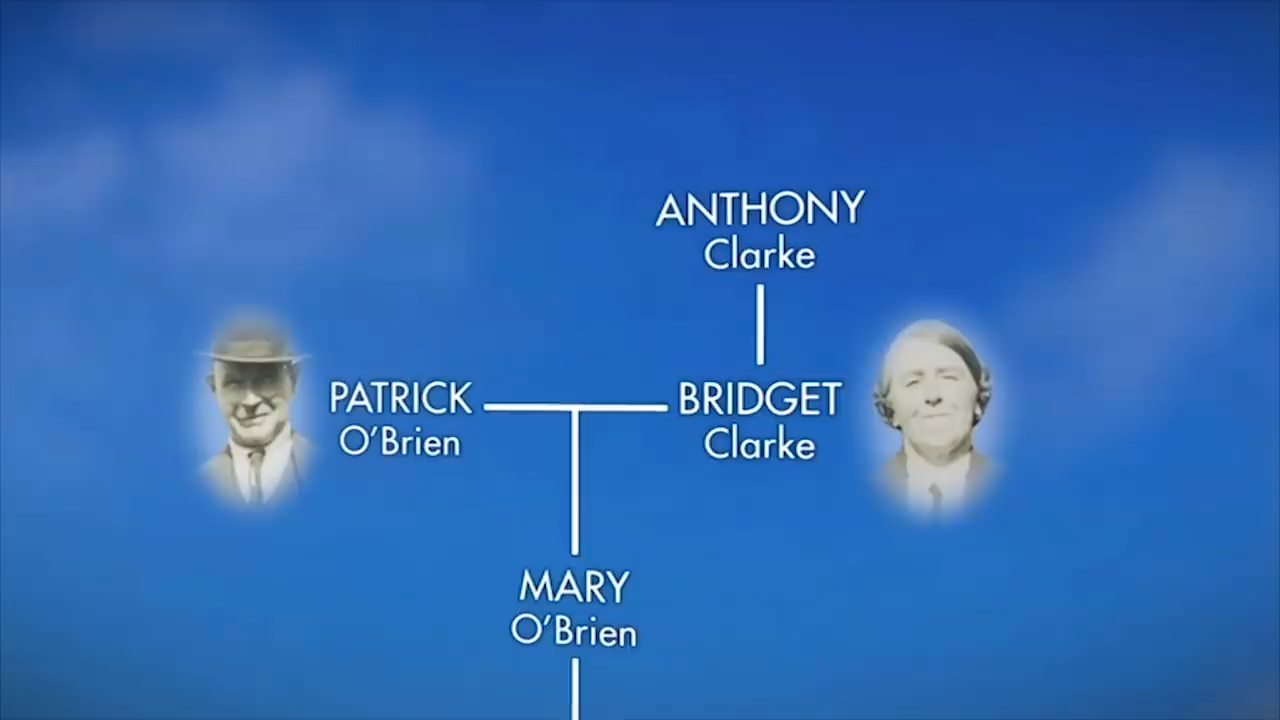 ANTHONY
Clarke
PATRICK
O'Brien
BRIDGET
Clarke
MARY
O'Brien